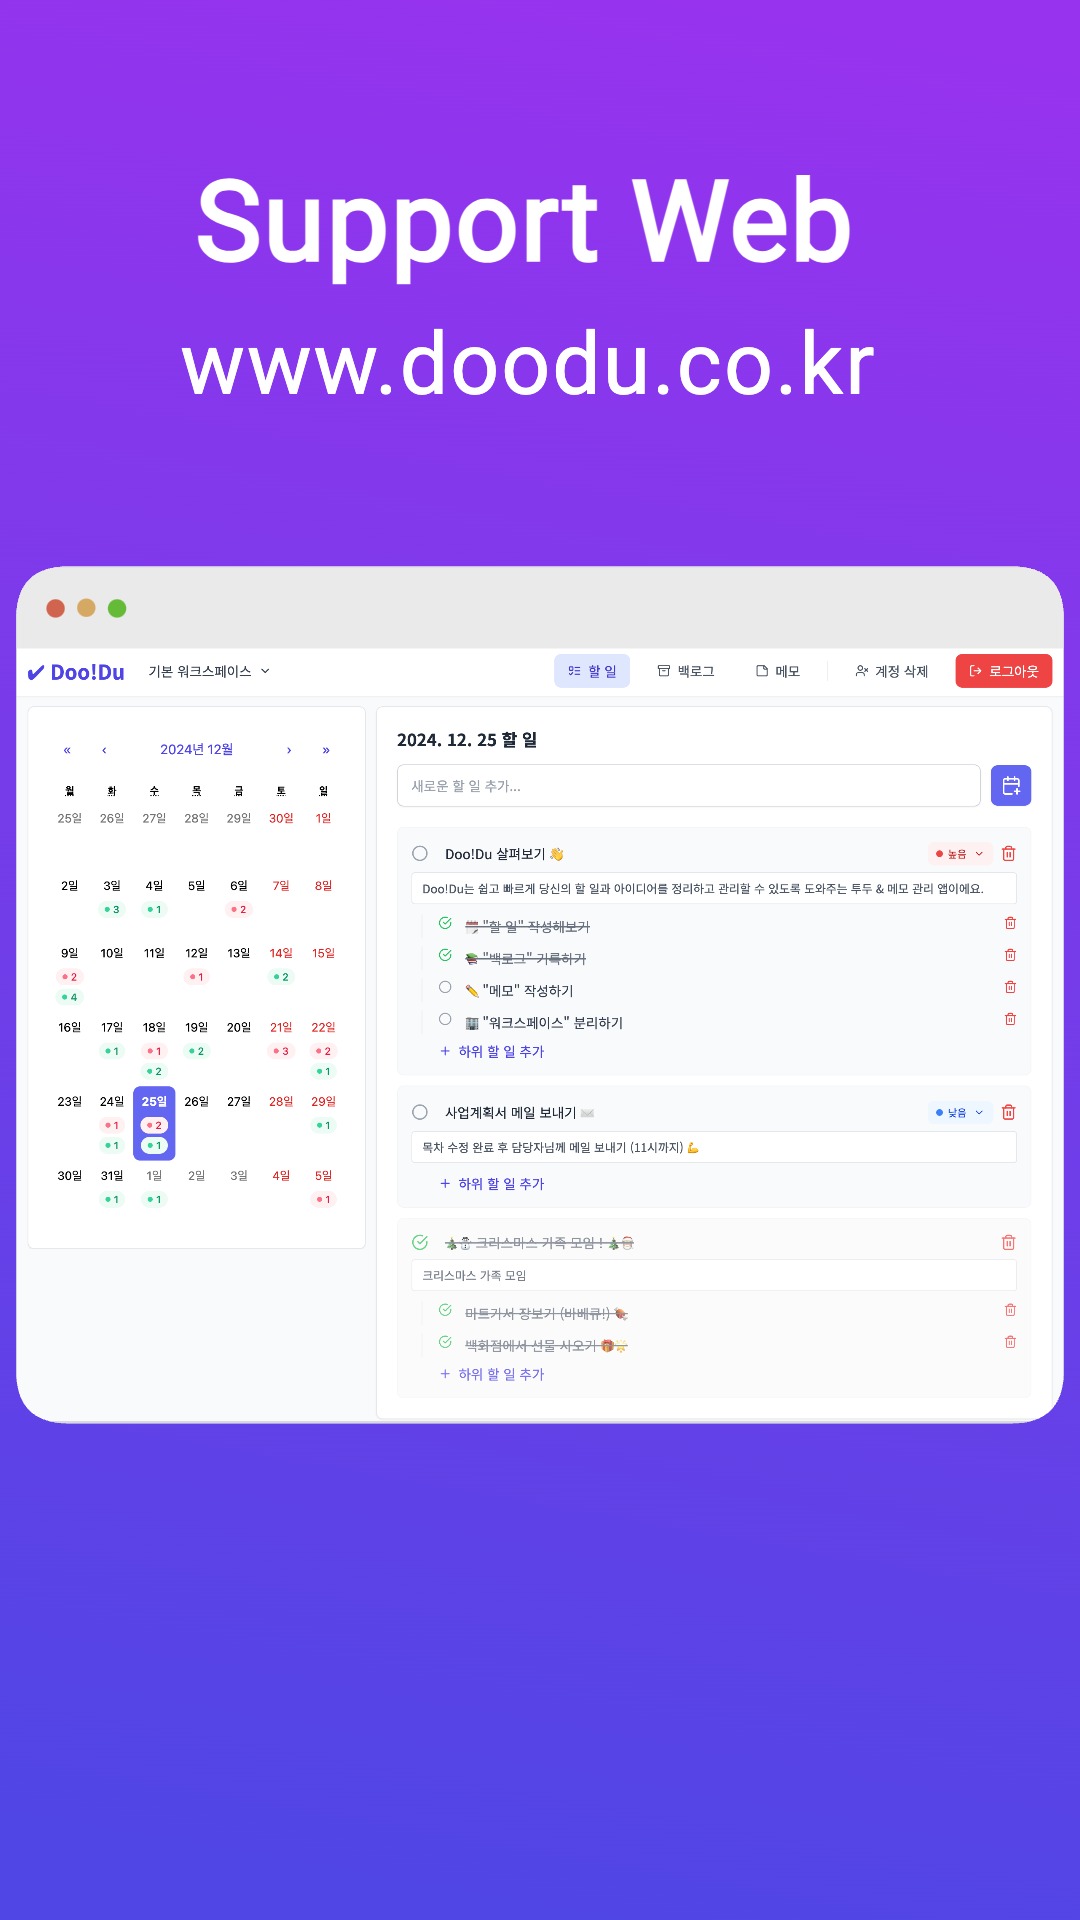 Support Web
www.doodu.co.kr
✔ Doo!Du 기본 워크스페이스 할 일 백로그 메모 계정 삭제 로그아웃
« ‹ 2024년 12월 › »
월 화 수 목 금 토 일
25일 26일 27일 28일 29일 30일 1일
2일 3일 4일 5일 6일 7일 8일
3 1 2
9일 10일 11일 12일 13일 14일 15일
2 1 2
4
16일 17일 18일 19일 20일 21일 22일
1 1 2 3 2
2 1
23일 24일 25일 26일 27일 28일 29일
1 2 1
1 1
30일 31일 1일 2일 3일 4일 5일
1 1 1
2024. 12. 25 할 일
새로운 할 일 추가...
Doo!Du 살펴보기 👋 높음
Doo!Du는 쉽고 빠르게 당신의 할 일과 아이디어를 정리하고 관리할 수 있도록 도와주는 투두 & 메모 관리 앱이에요.
"할 일" 작성해보기
📚 "백로그" 기록하기
✏️ "메모" 작성하기
🏢 "워크스페이스" 분리하기
+ 하위 할 일 추가
사업계획서 메일 보내기 ✉️ 낮음
목차 수정 완료 후 담당자님께 메일 보내기 (11시까지) 💪
+ 하위 할 일 추가
🎄⛄ 크리스마스 가족 모임 ! 🎄🎅
크리스마스 가족 모임
마트가서 장보기 (바베큐!) 🍖
백화점에서 선물 사오기 🎁🌟
+ 하위 할 일 추가